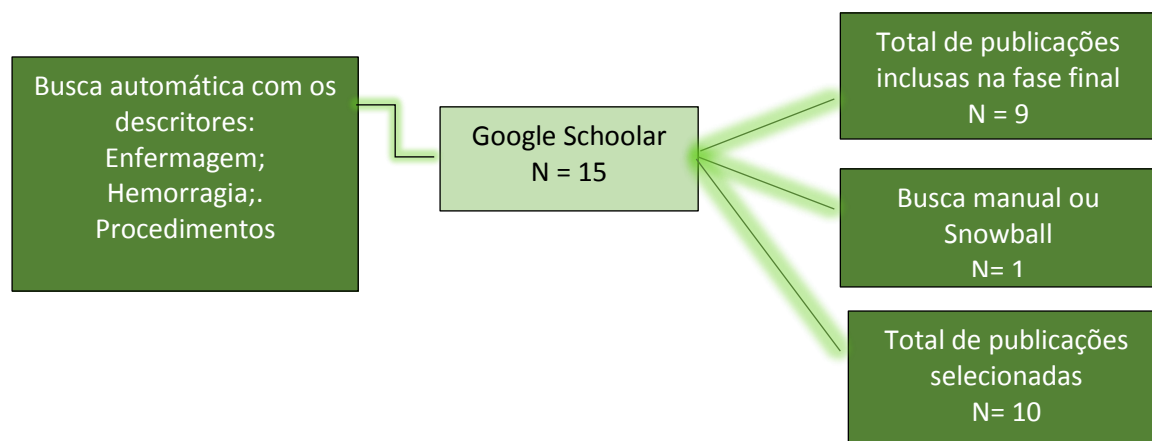 Busca automática com os
descritores:
Enfermagem;
Hemorragia;.
Procedimentos
Google Schoolar
N = 15
Total de publicações
inclusas na fase final
N = 9
Busca manual ou
Snowball
N= 1
Total de publicações
selecionadas
N= 10